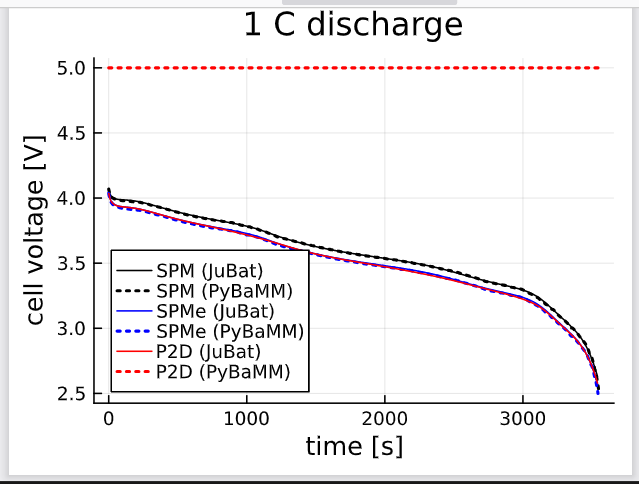 1 C discharge
cell voltage [V]
5.0
4.5
4.0
3.5
3.0
2.5
SPM (JuBat)
SPM (PyBaMM)
SPMe (JuBat)
SPMe (PyBaMM)
P2D (JuBat)
P2D (PyBaMM)
0 1000 2000 3000
time [s]